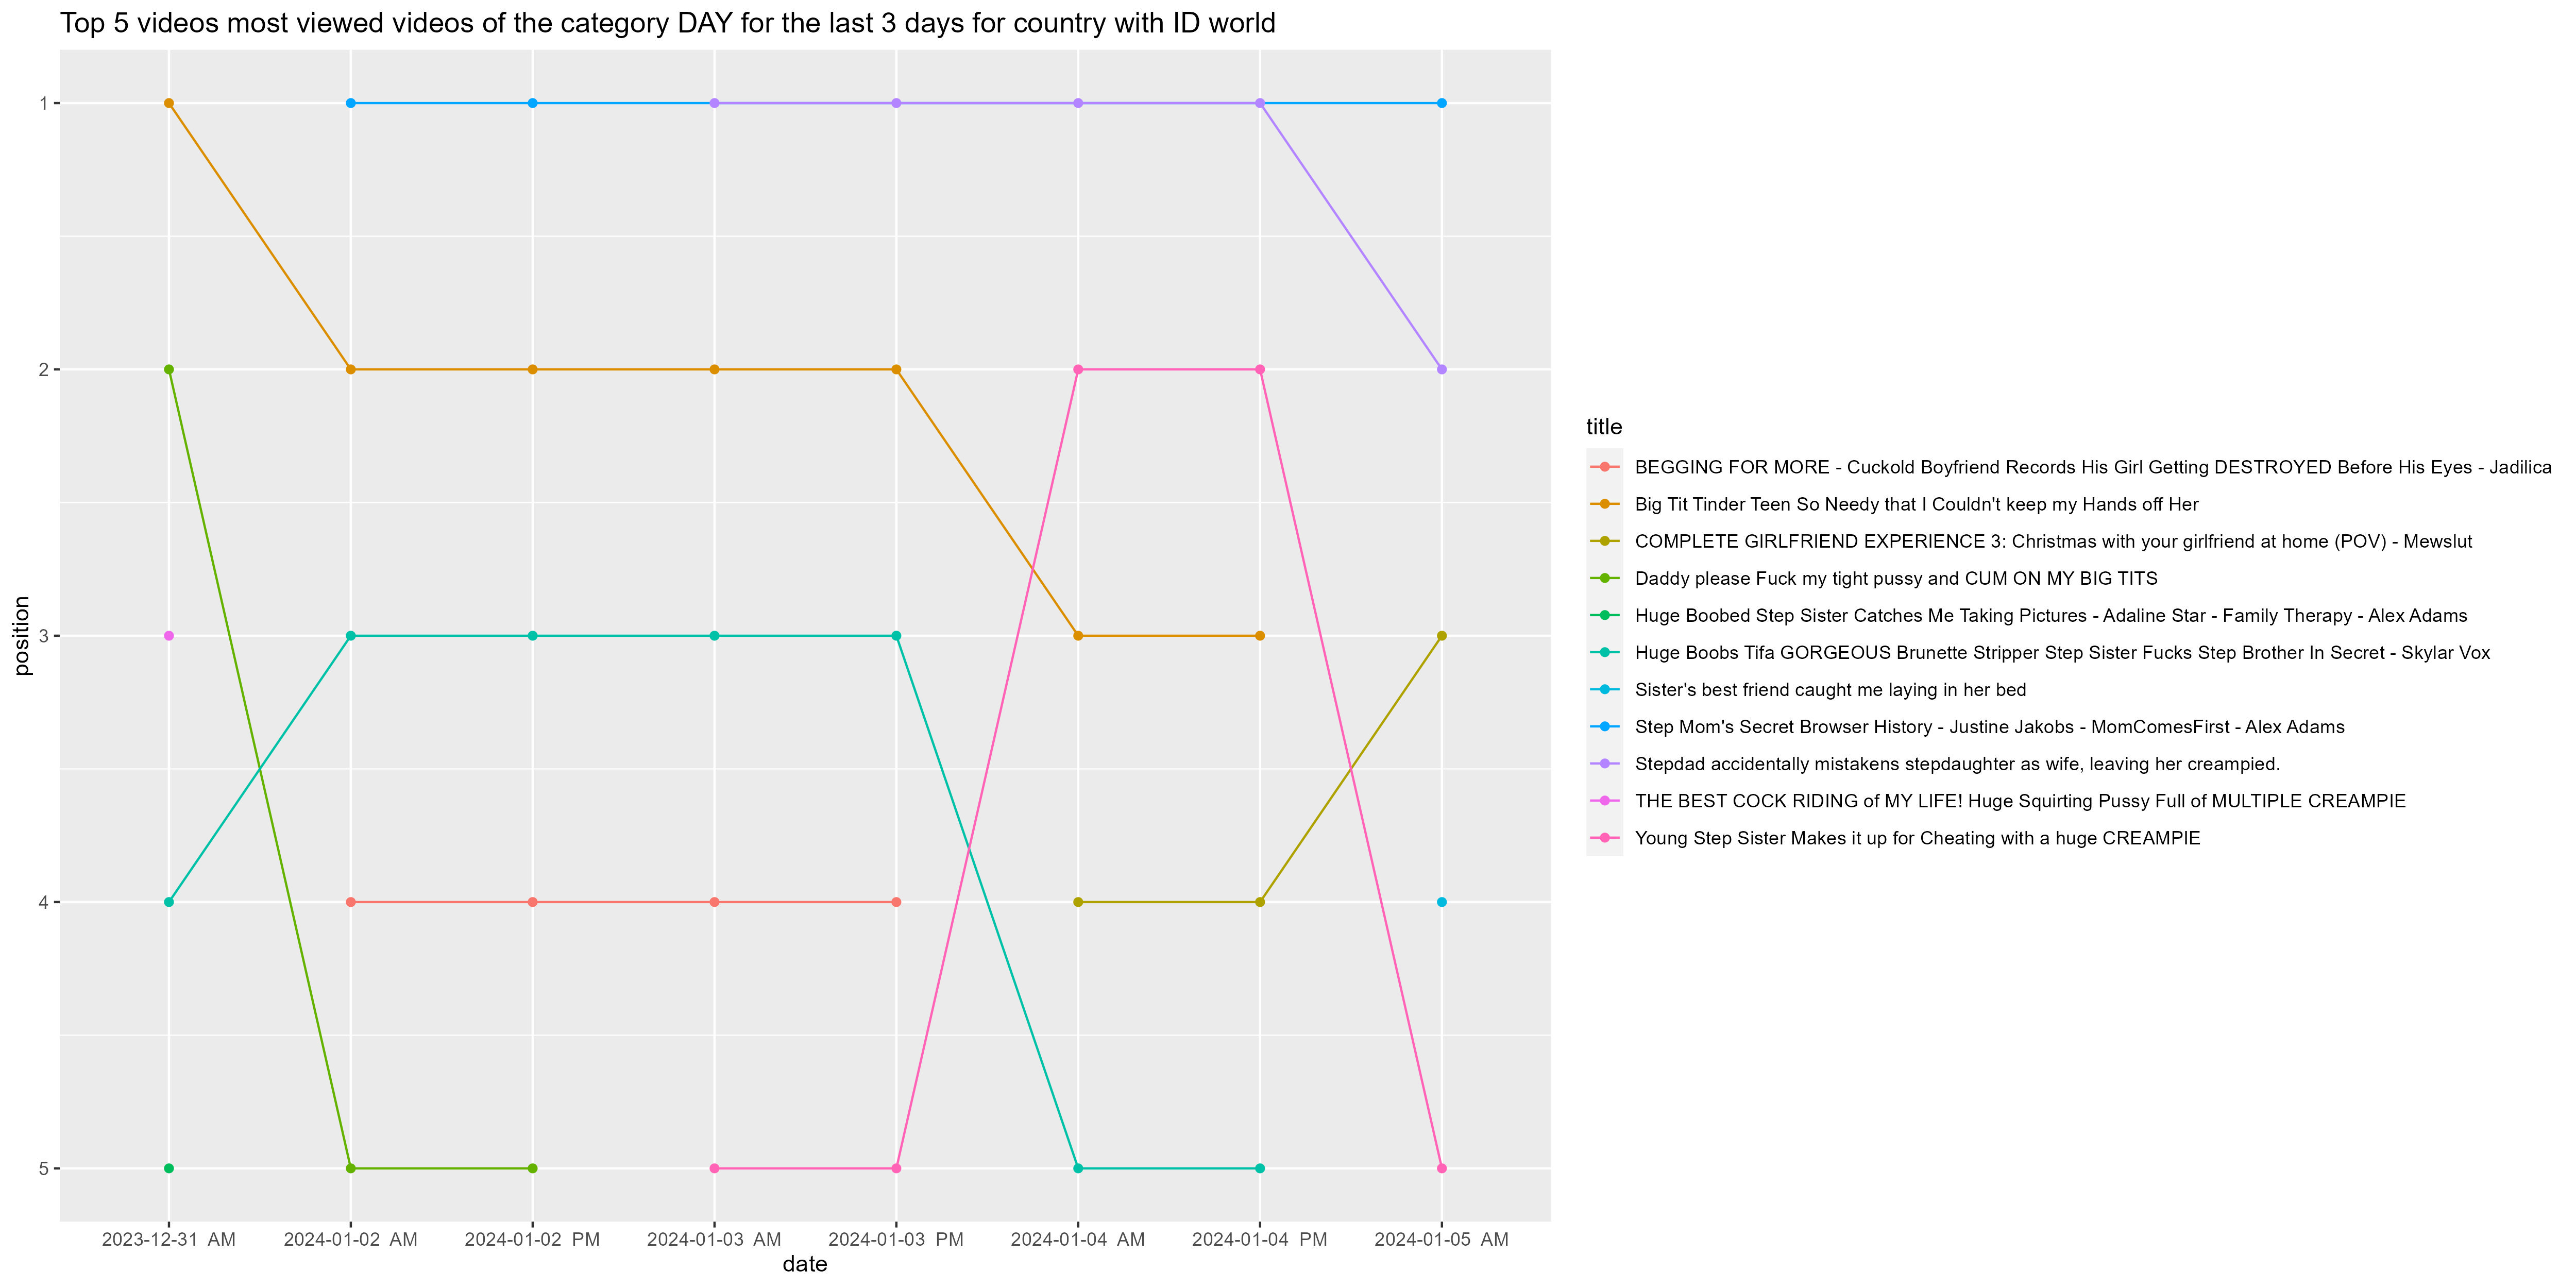 Top 5 videos most viewed videos of the category DAY for the last 3 days for country with ID world
position
1
2
3
4
5
2023-12-31 AM
2024-01-02 AM
2024-01-02 PM
2024-01-03 AM
2024-01-03 PM
2024-01-04 AM
2024-01-04 PM
2024-01-05 AM
date
title
BEGGING FOR MORE - Cuckold Boyfriend Records His Girl Getting DESTROYED Before His Eyes - Jadilica
Big Tit Tinder Teen So Needy that I Couldn't keep my Hands off Her
COMPLETE GIRLFRIEND EXPERIENCE 3: Christmas with your girlfriend at home (POV) - Mewslut
Daddy please Fuck my tight pussy and CUM ON MY BIG TITS
Huge Boobed Step Sister Catches Me Taking Pictures - Adaline Star - Family Therapy - Alex Adams
Huge Boobs Tifa GORGEOUS Brunette Stripper Step Sister Fucks Step Brother In Secret - Skylar Vox
Sister's best friend caught me laying in her bed
Step Mom's Secret Browser History - Justine Jakobs - MomComesFirst - Alex Adams
Stepdad accidentally mistakens stepdaughter as wife, leaving her creampied.
THE BEST COCK RIDING of MY LIFE! Huge Squirting Pussy Full of MULTIPLE CREAMPIE
Young Step Sister Makes it up for Cheating with a huge CREAMPIE